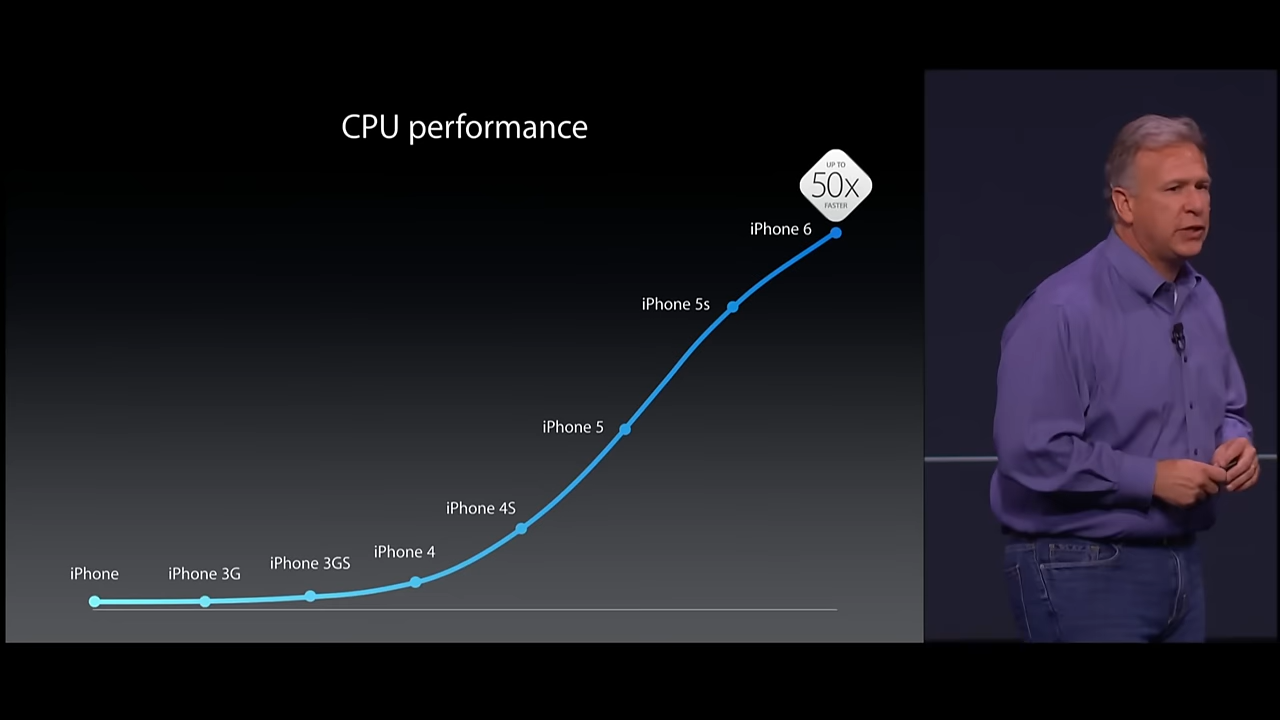 CPU performance
UP TO
50x
FASTER
iPhone 6
iPhone 5s
iPhone 5
iPhone 4S
iPhone 4
iPhone 3GS
iPhone 3G
iPhone